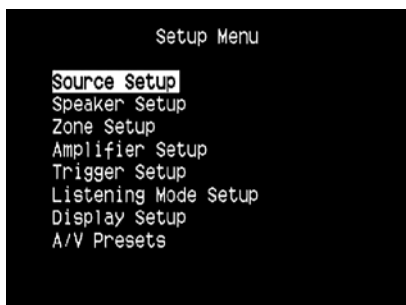 Setup Menu
Source Setup
Speaker Setup
Zone Setup
Amplifier Setup
Trigger Setup
Listening Mode Setup
Display Setup
A/V Presets